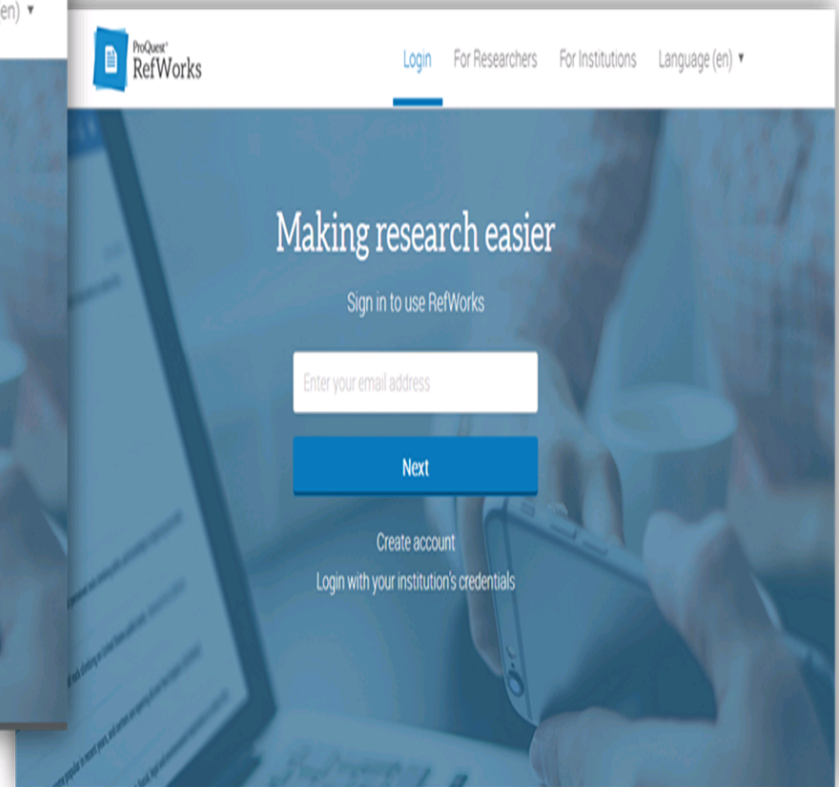 en) ▾
ProQuest®
RefWorks
Login For Researchers For Institutions Language (en) ▾
Making research easier
Sign in to use RefWorks
Enter your email address
Next
Create account
Login with your institution's credentials